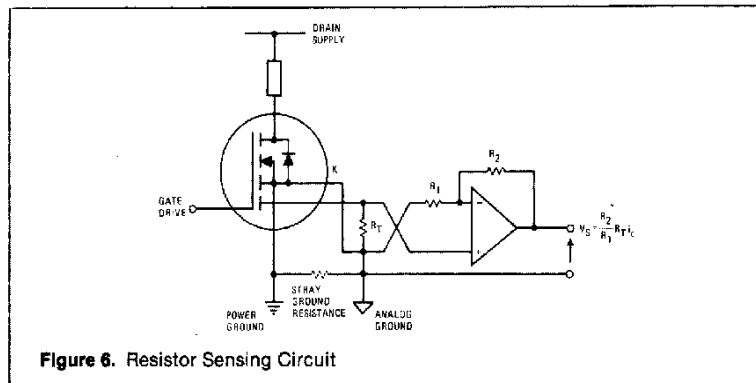 DRAIN
SUPPLY
K
GATE
DRIVE
R1
R2
RT
−
+
VS = R2/R1 RT ic
STRAY
GROUND
RESISTANCE
POWER
GROUND
ANALOG
GROUND
Figure 6. Resistor Sensing Circuit